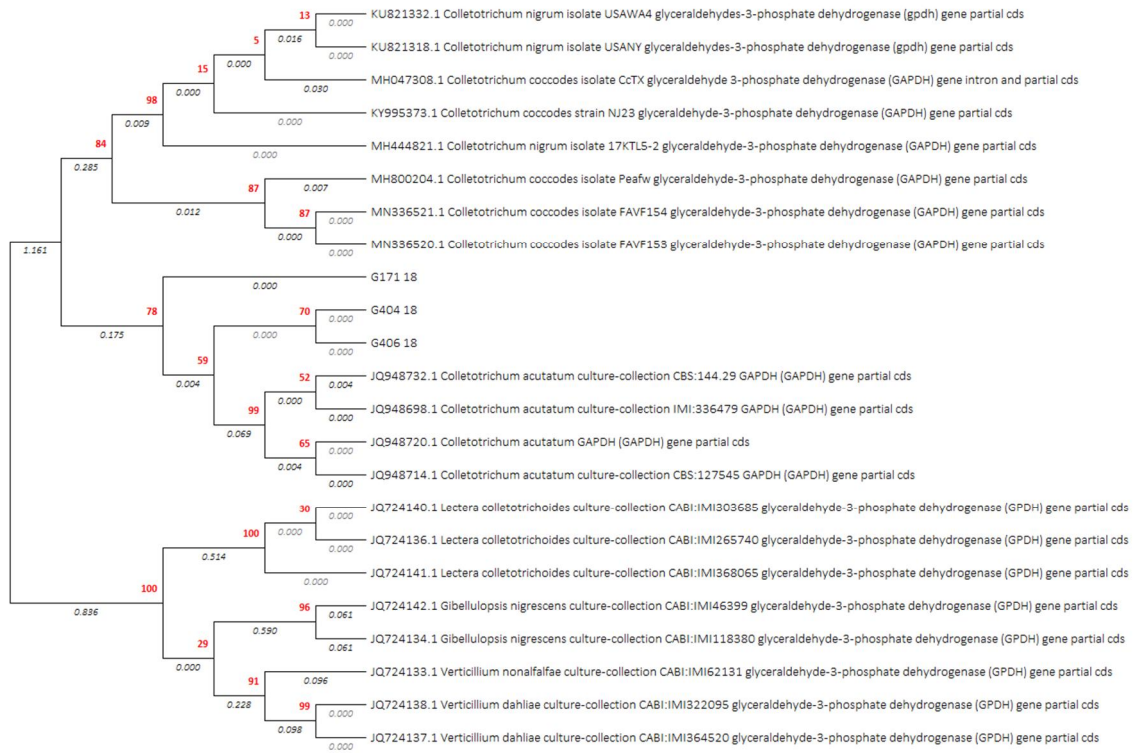 13
0.000
KU821332.1 Colletotrichum nigrum isolate USAWA4 glyceraldehydes-3-phosphate dehydrogenase (gpdh) gene partial cds
5
0.016
KU821318.1 Colletotrichum nigrum isolate USANY glyceraldehydes-3-phosphate dehydrogenase (gpdh) gene partial cds
0.000
15
0.000
MH047308.1 Colletotrichum coccodes isolate CcTX glyceraldehyde 3-phosphate dehydrogenase (GAPDH) gene intron and partial cds
0.030
98
0.000
KY995373.1 Colletotrichum coccodes strain NJ23 glyceraldehyde-3-phosphate dehydrogenase (GAPDH) gene partial cds
0.000
84
0.009
MH444821.1 Colletotrichum nigrum isolate 17KTL5-2 glyceraldehyde-3-phosphate dehydrogenase (GAPDH) gene partial cds
0.000
0.285
87
MH800204.1 Colletotrichum coccodes isolate Peafw glyceraldehyde-3-phosphate dehydrogenase (GAPDH) gene partial cds
0.007
0.012
87
0.000
MN336521.1 Colletotrichum coccodes isolate FAVF154 glyceraldehyde-3-phosphate dehydrogenase (GAPDH) gene partial cds
0.000
MN336520.1 Colletotrichum coccodes isolate FAVF153 glyceraldehyde-3-phosphate dehydrogenase (GAPDH) gene partial cds
0.000
1.161
G171 18
0.000
78
70
0.000
G404 18
0.175
0.000
G406 18
0.000
59
0.004
52
0.004
JQ948732.1 Colletotrichum acutatum culture-collection CBS:144.29 GAPDH (GAPDH) gene partial cds
99
0.000
JQ948698.1 Colletotrichum acutatum culture-collection IMI:336479 GAPDH (GAPDH) gene partial cds
0.000
0.069
65
0.000
JQ948720.1 Colletotrichum acutatum GAPDH (GAPDH) gene partial cds
0.004
JQ948714.1 Colletotrichum acutatum culture-collection CBS:127545 GAPDH (GAPDH) gene partial cds
0.000
30
0.000
JQ724140.1 Lectera colletotrichoides culture-collection CABI:IMI303685 glyceraldehyde-3-phosphate dehydrogenase (GPDH) gene partial cds
100
0.000
JQ724136.1 Lectera colletotrichoides culture-collection CABI:IMI265740 glyceraldehyde-3-phosphate dehydrogenase (GPDH) gene partial cds
0.000
0.514
JQ724141.1 Lectera colletotrichoides culture-collection CABI:IMI368065 glyceraldehyde-3-phosphate dehydrogenase (GPDH) gene partial cds
0.000
100
0.836
96
0.061
JQ724142.1 Gibellulopsis nigrescens culture-collection CABI:IMI46399 glyceraldehyde-3-phosphate dehydrogenase (GPDH) gene partial cds
0.590
JQ724134.1 Gibellulopsis nigrescens culture-collection CABI:IMI118380 glyceraldehyde-3-phosphate dehydrogenase (GPDH) gene partial cds
0.061
29
0.000
91
JQ724133.1 Verticillium nonalfalfae culture-collection CABI:IMI62131 glyceraldehyde-3-phosphate dehydrogenase (GPDH) gene partial cds
0.096
0.228
99
0.000
JQ724138.1 Verticillium dahliae culture-collection CABI:IMI322095 glyceraldehyde-3-phosphate dehydrogenase (GPDH) gene partial cds
0.098
JQ724137.1 Verticillium dahliae culture-collection CABI:IMI364520 glyceraldehyde-3-phosphate dehydrogenase (GPDH) gene partial cds
0.000